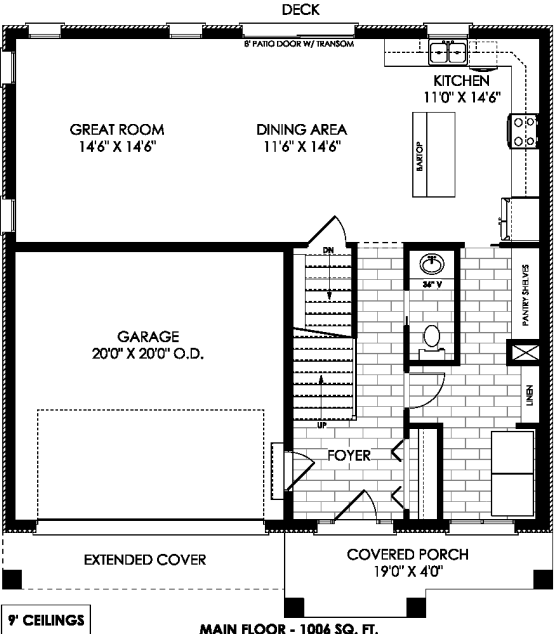 DECK
8' PATIO DOOR W/ TRANSOM
KITCHEN
11'0" X 14'6"
GREAT ROOM
14'6" X 14'6"
DINING AREA
11'6" X 14'6"
BARTOP
DN
36" V
PANTRY SHELVES
GARAGE
20'0" X 20'0" O.D.
LINEN
UP
FOYER
EXTENDED COVER
COVERED PORCH
19'0" X 4'0"
9' CEILINGS
MAIN FLOOR - 1006 SQ. FT.